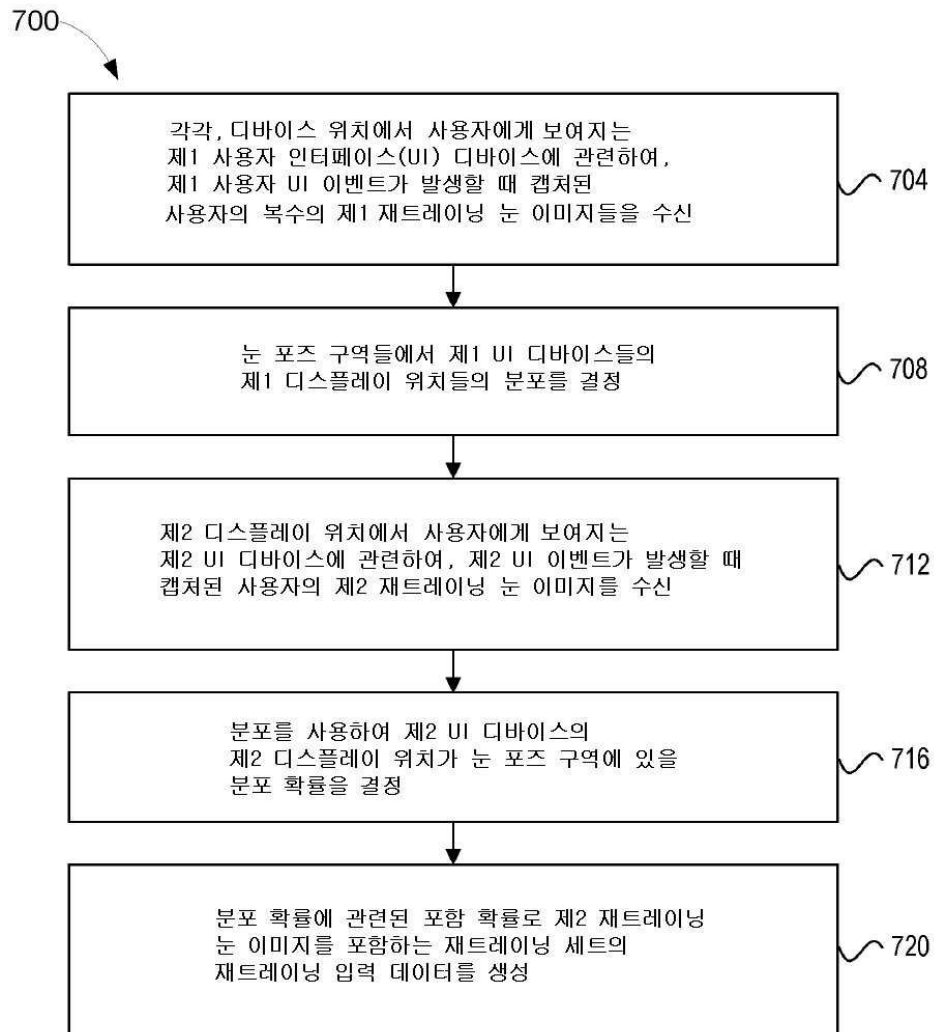 700
각각, 디바이스 위치에서 사용자에게 보여지는
제1 사용자 인터페이스(UI) 디바이스에 관련하여,
제1 사용자 UI 이벤트가 발생할 때 캡처된
사용자의 복수의 제1 재트레이닝 눈 이미지들을 수신
704
눈 포즈 구역들에서 제1 UI 디바이스들의
제1 디스플레이 위치들의 분포를 결정
708
제2 디스플레이 위치에서 사용자에게 보여지는
제2 UI 디바이스에 관련하여, 제2 UI 이벤트가 발생할 때
캡처된 사용자의 제2 재트레이닝 눈 이미지를 수신
712
분포를 사용하여 제2 UI 디바이스의
제2 디스플레이 위치가 눈 포즈 구역에 있을
분포 확률을 결정
716
분포 확률에 관련된 포함 확률로 제2 재트레이닝
눈 이미지를 포함하는 재트레이닝 세트의
재트레이닝 입력 데이터를 생성
720